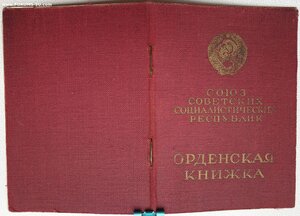 СОЮЗ
СОВЕТСКИХ
СОЦИАЛИСТИЧЕСКИХ
РЕСПУБЛИК
ОРДЕНСКАЯ
КНИЖКА